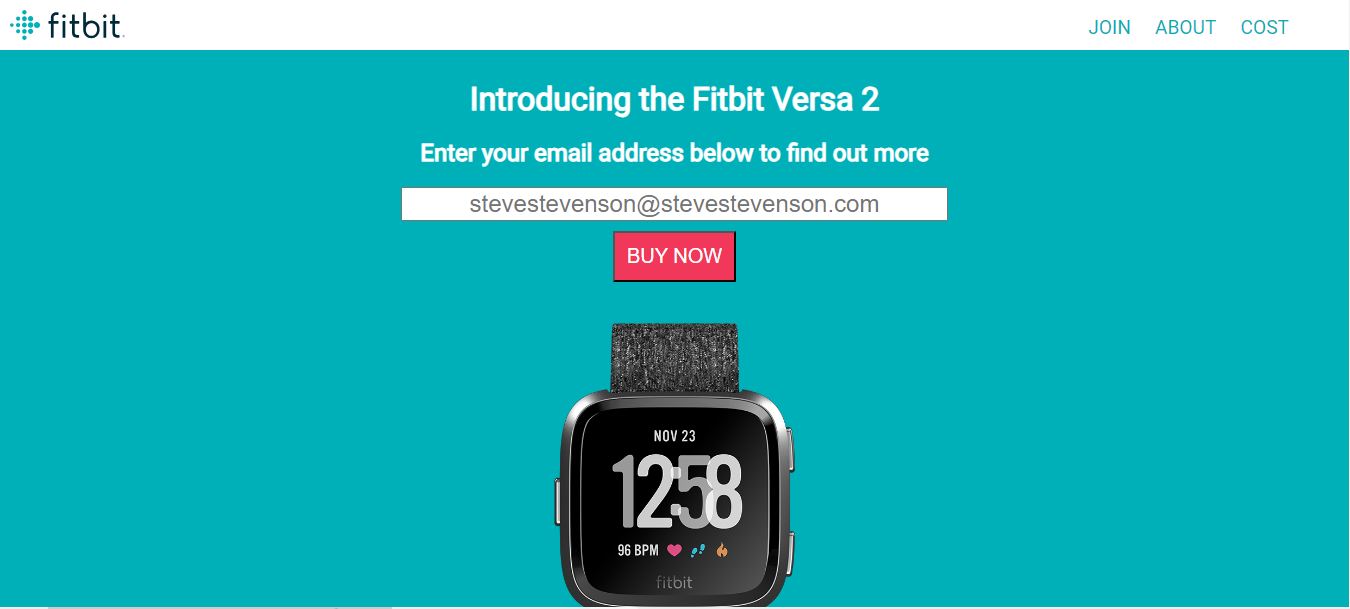 fitbit.
JOIN ABOUT COST
Introducing the Fitbit Versa 2
Enter your email address below to find out more
stevestevenson@stevestevenson.com
BUY NOW
NOV 23
12:58
96 BPM
fitbit